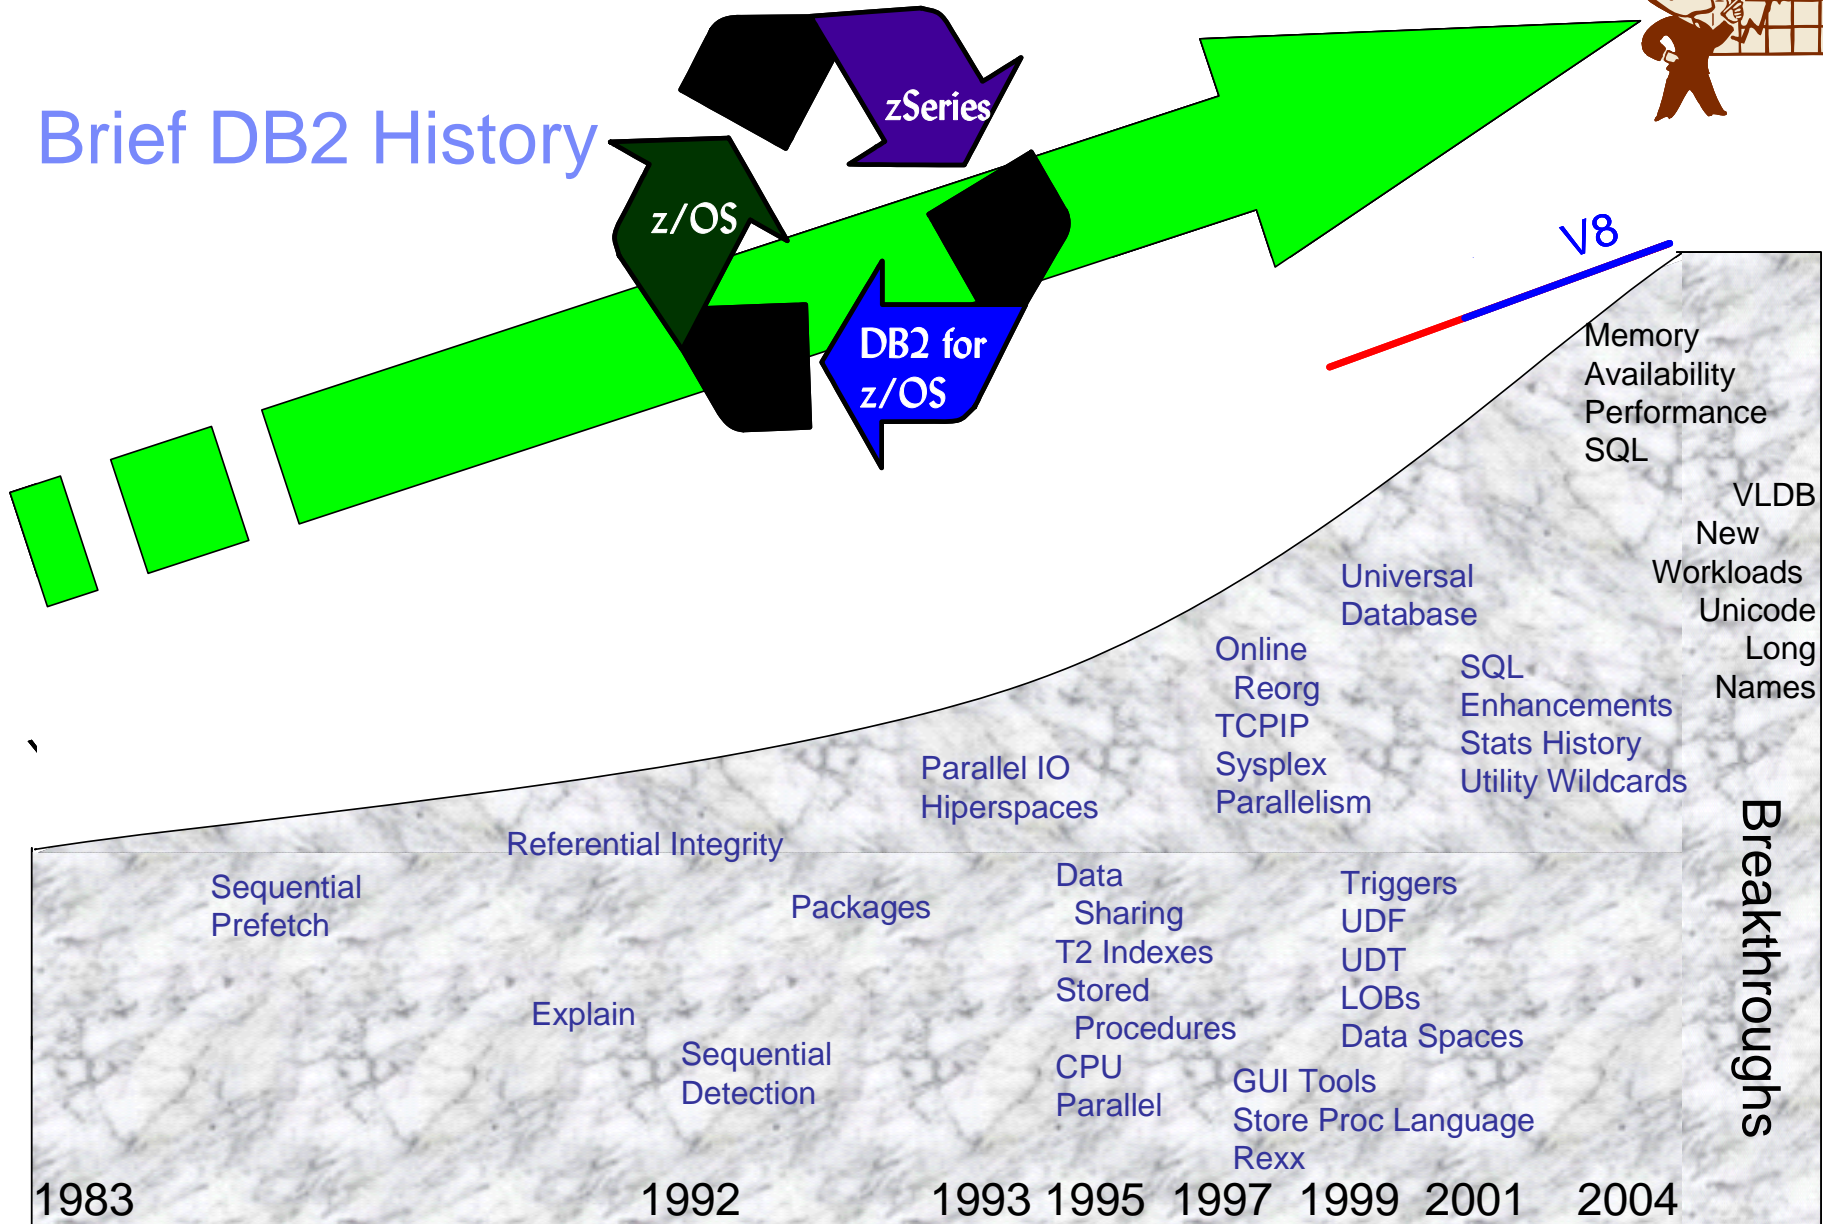 Brief DB2 History
zSeries
z/OS
DB2 for
z/OS
V8
Memory
Availability
Performance
SQL
VLDB
New
Workloads
Unicode
Long
Names
Universal
Database
Online
Reorg
TCPIP
Sysplex
Parallelism
SQL
Enhancements
Stats History
Utility Wildcards
Parallel IO
Hiperspaces
Referential Integrity
Sequential
Prefetch
Packages
Explain
Sequential
Detection
Data
Sharing
T2 Indexes
Stored
Procedures
CPU
Parallel
Triggers
UDF
UDT
LOBs
Data Spaces
GUI Tools
Store Proc Language
Rexx
Breakthroughs
1983 1992 1993 1995 1997 1999 2001 2004